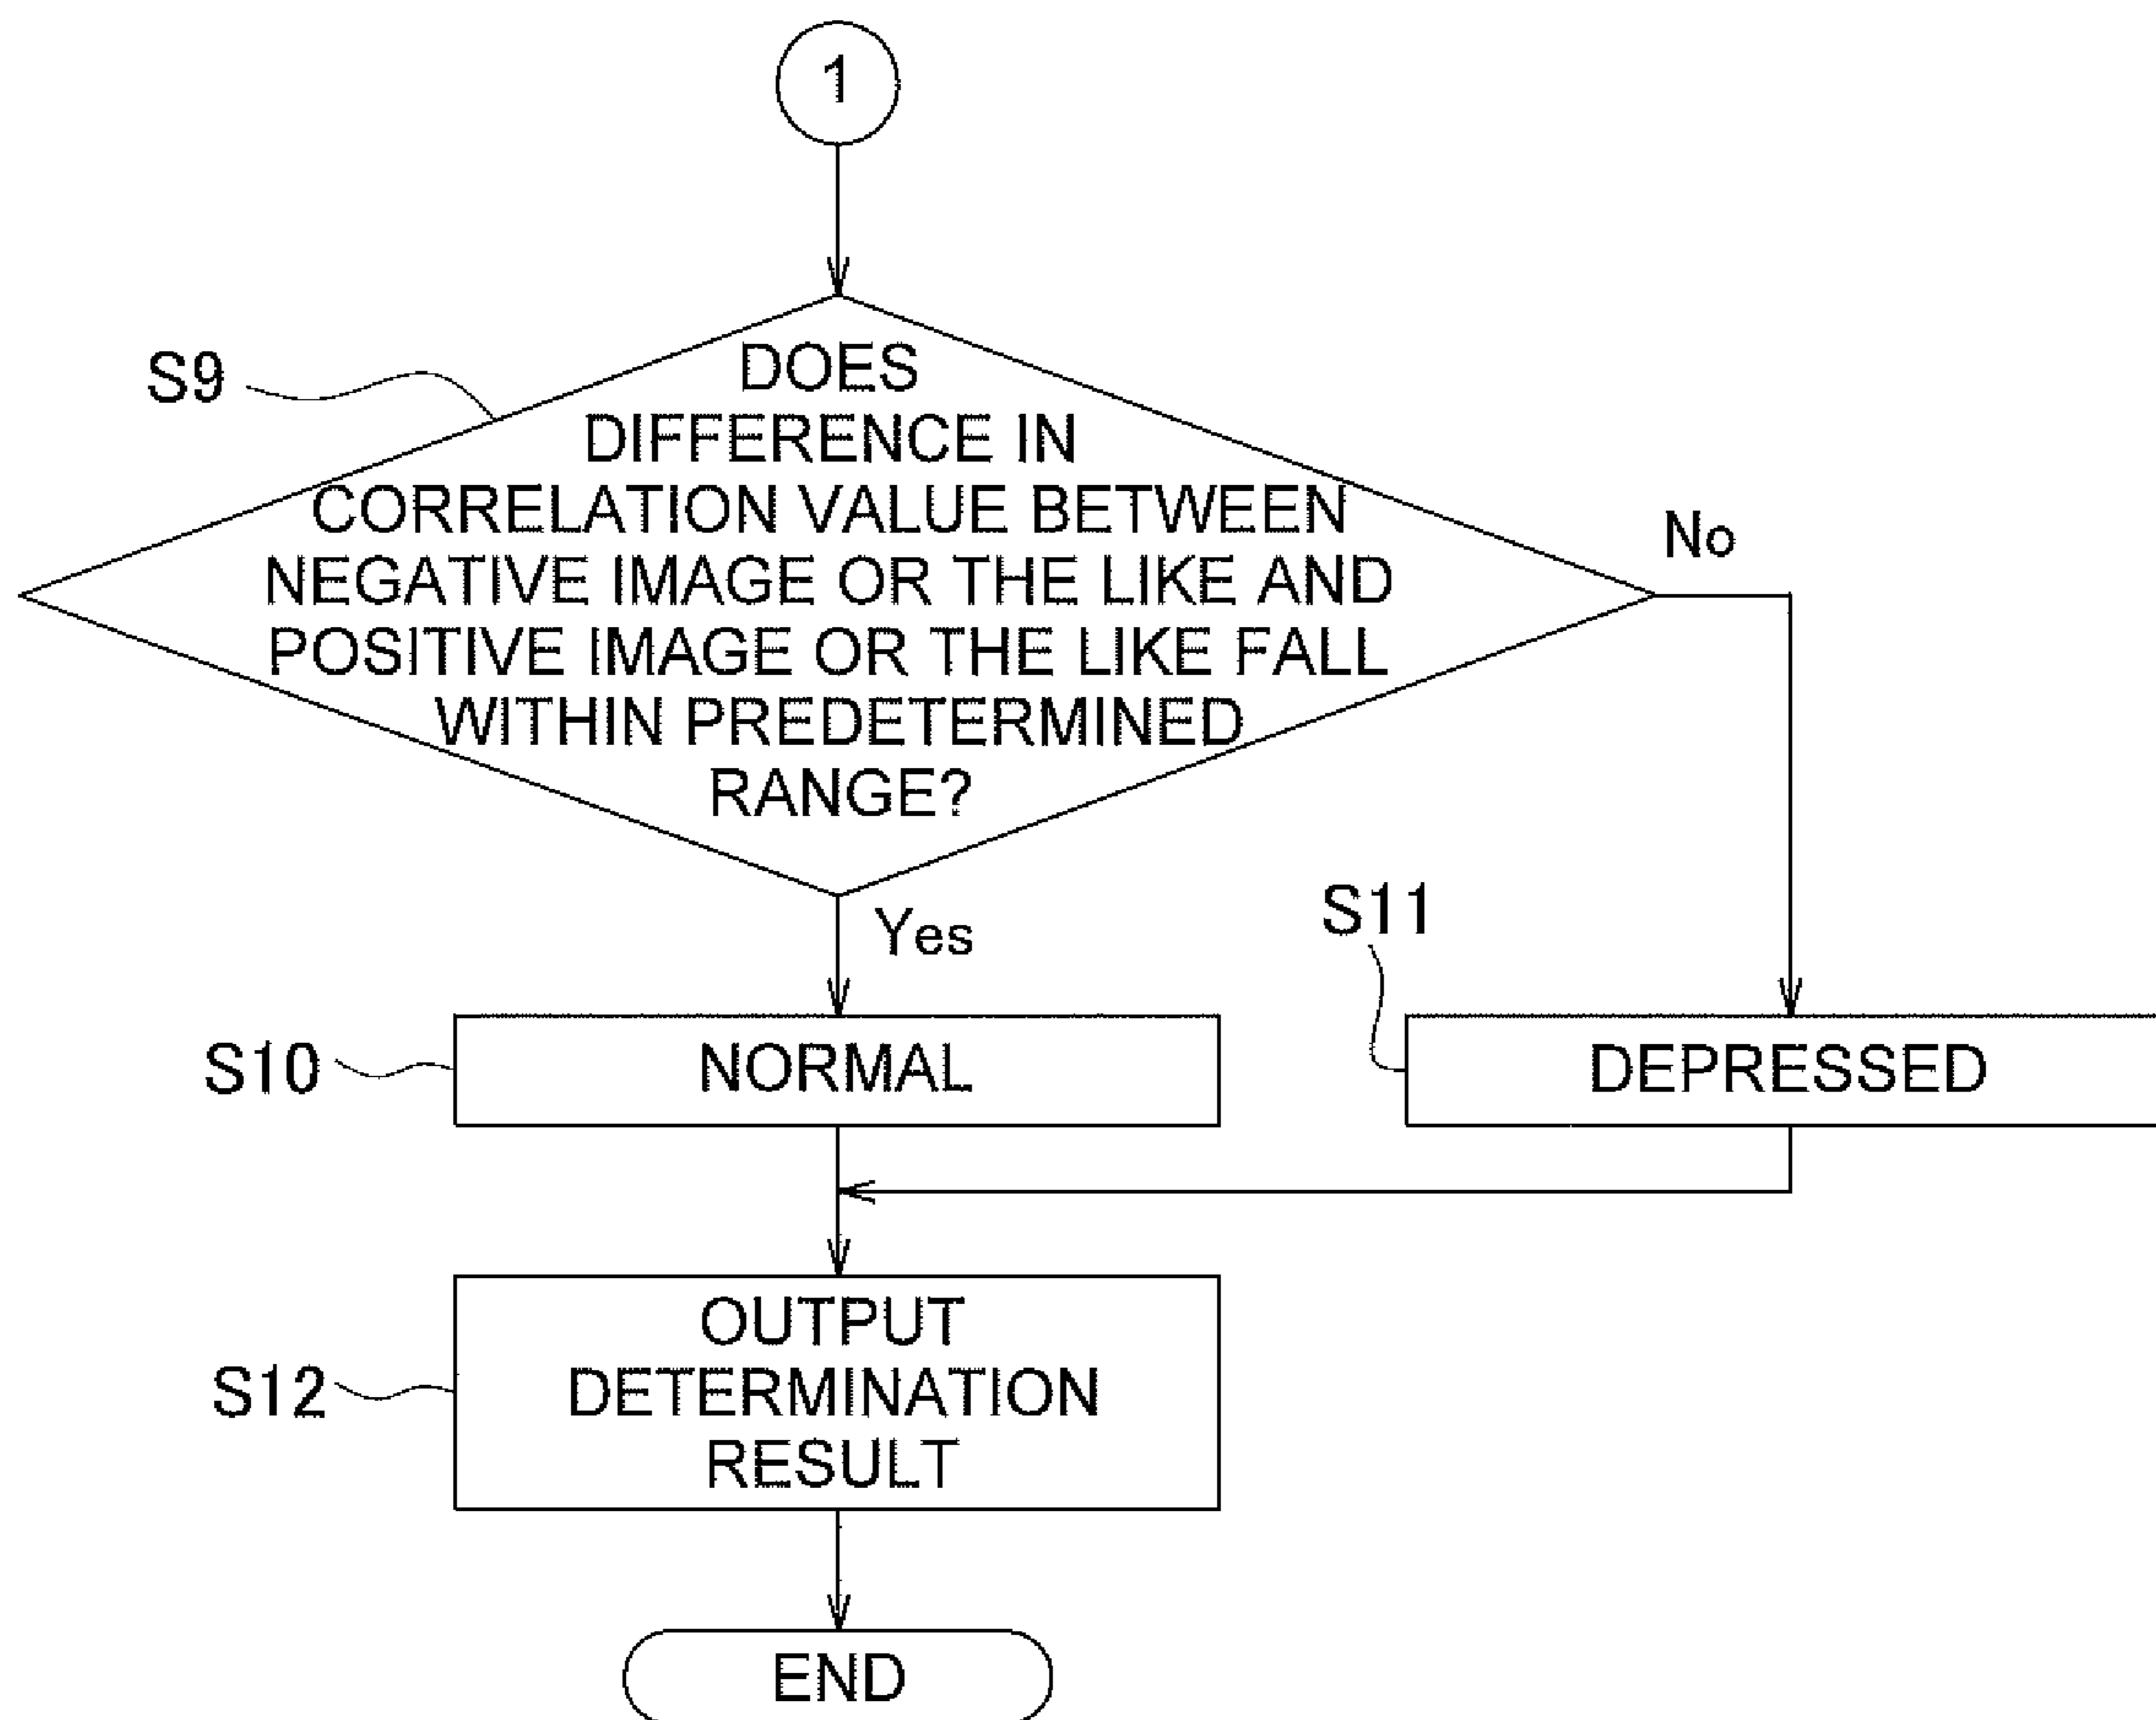 1
S9
DOES
DIFFERENCE IN
CORRELATION VALUE BETWEEN
NEGATIVE IMAGE OR THE LIKE AND
POSITIVE IMAGE OR THE LIKE FALL
WITHIN PREDETERMINED
RANGE?
No
Yes
S11
S10
NORMAL
DEPRESSED
S12
OUTPUT
DETERMINATION
RESULT
END